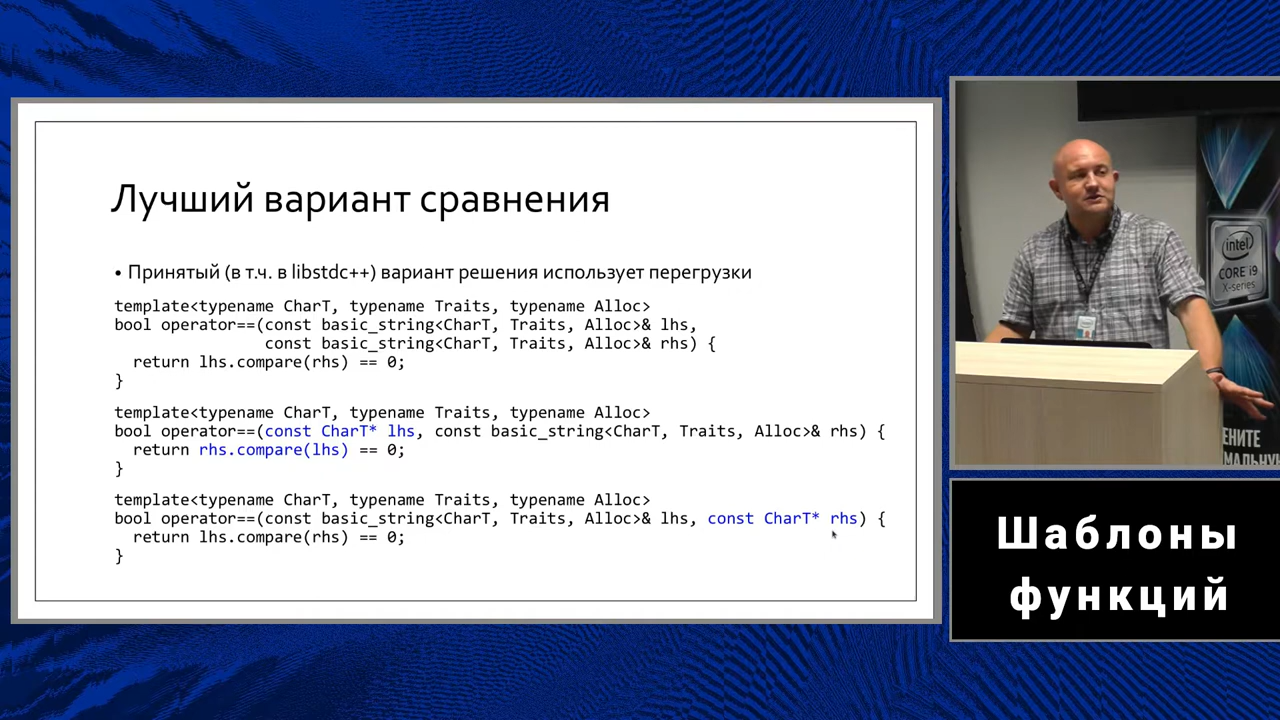 Лучший вариант сравнения
• Принятый (в т.ч. в libstdc++) вариант решения использует перегрузки
template<typename CharT, typename Traits, typename Alloc>
bool operator==(const basic_string<CharT, Traits, Alloc>& lhs,
const basic_string<CharT, Traits, Alloc>& rhs) {
return lhs.compare(rhs) == 0;
}
template<typename CharT, typename Traits, typename Alloc>
bool operator==(const CharT* lhs, const basic_string<CharT, Traits, Alloc>& rhs) {
return rhs.compare(lhs) == 0;
}
template<typename CharT, typename Traits, typename Alloc>
bool operator==(const basic_string<CharT, Traits, Alloc>& lhs, const CharT* rhs) {
return lhs.compare(rhs) == 0;
}
intel
CORE i9
X-series
Шаблоны
функций